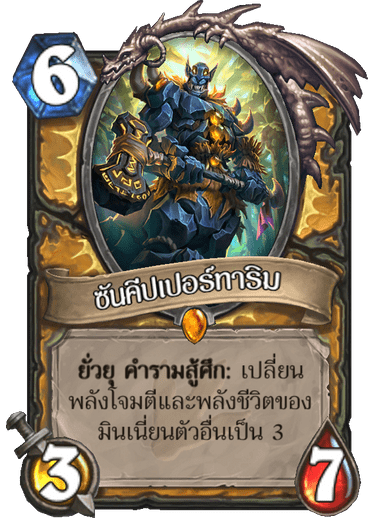 6
ซันคีปเปอร์ทาริม
ยั่วยุ คำรามสู้ศึก: เปลี่ยน
พลังโจมตีและพลังชีวิตของ
มินเนี่ยนตัวอื่นเป็น 3
3
7